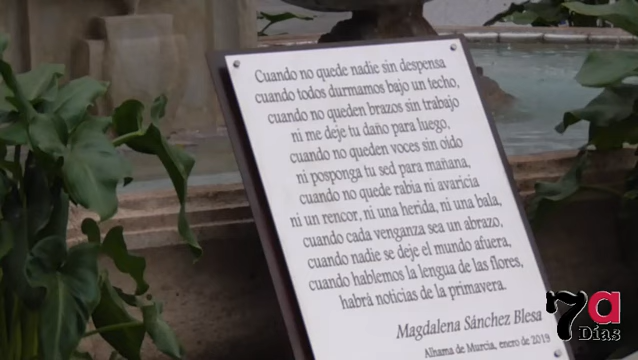 Cuando no quede nadie sin despensa
cuando todos durmamos bajo un techo,
cuando no queden brazos sin trabajo
ni me deje tu daño para luego,
cuando no queden voces sin oido
ni posponga tu sed para mañana,
cuando no quede rabia ni avaricia
ni un rencor, ni una herida, ni una bala,
cuando cada venganza sea un abrazo,
cuando nadie se deje el mundo afuera,
cuando hablemos la lengua de las flores,
habrá noticias de la primavera.
Magdalena Sánchez Blesa
Alhama de Murcia, enero de 2019
7a
Días